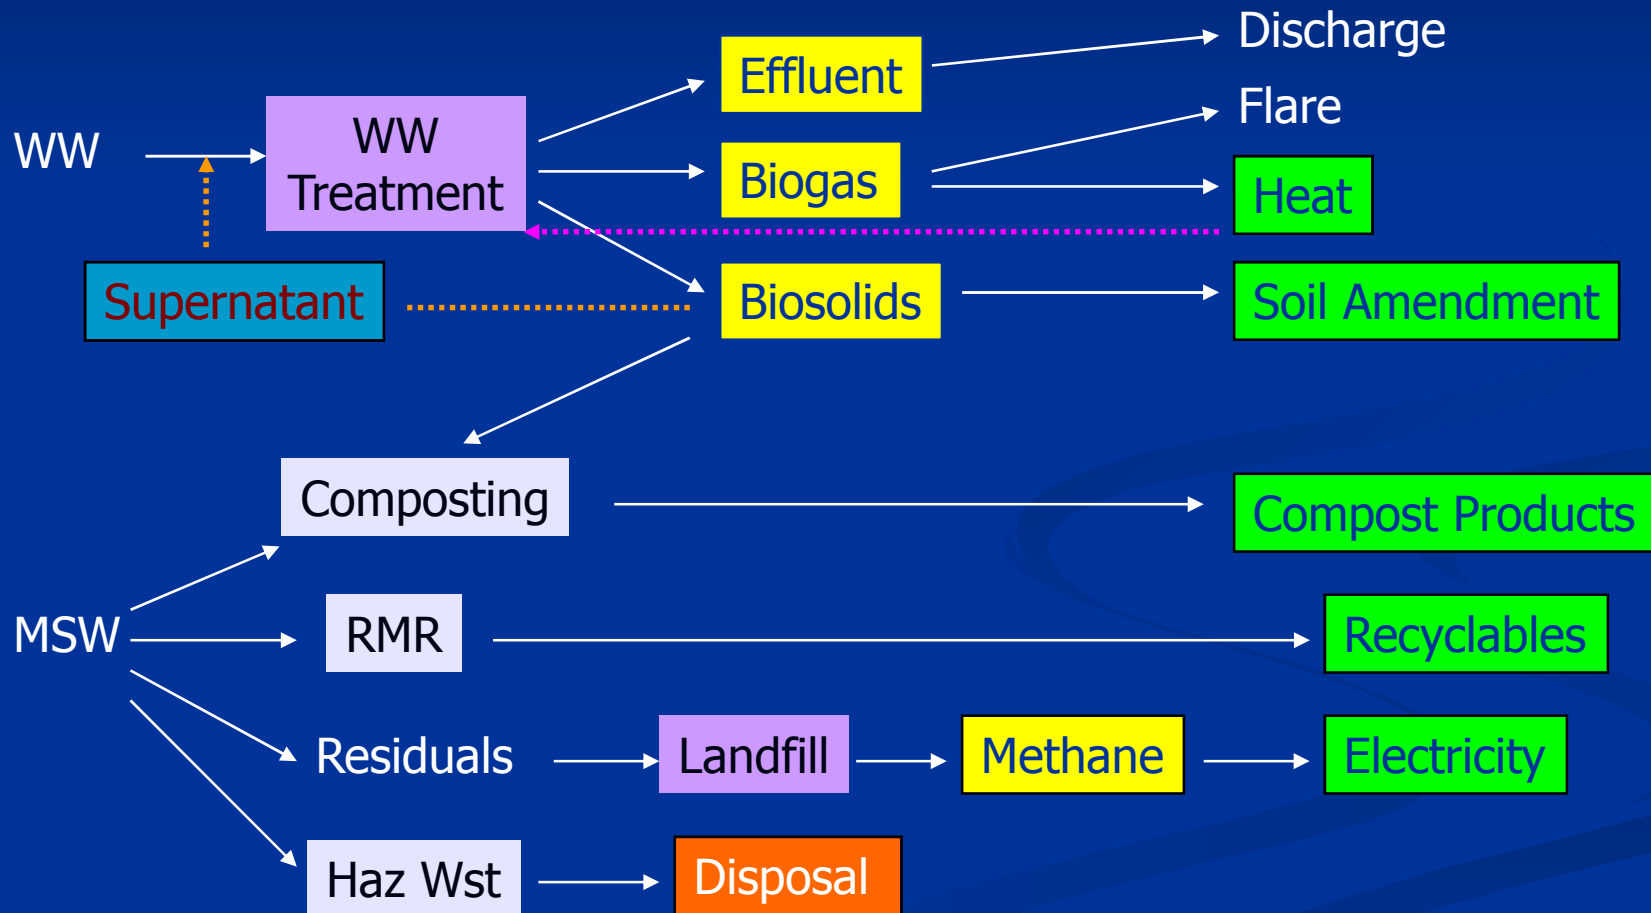 Discharge
Effluent
Flare
WW
WW
Treatment
Biogas
Heat
Supernatant
Biosolids
Soil Amendment
Composting
Compost Products
MSW
RMR
Recyclables
Residuals
Landfill
Methane
Electricity
Haz Wst
Disposal